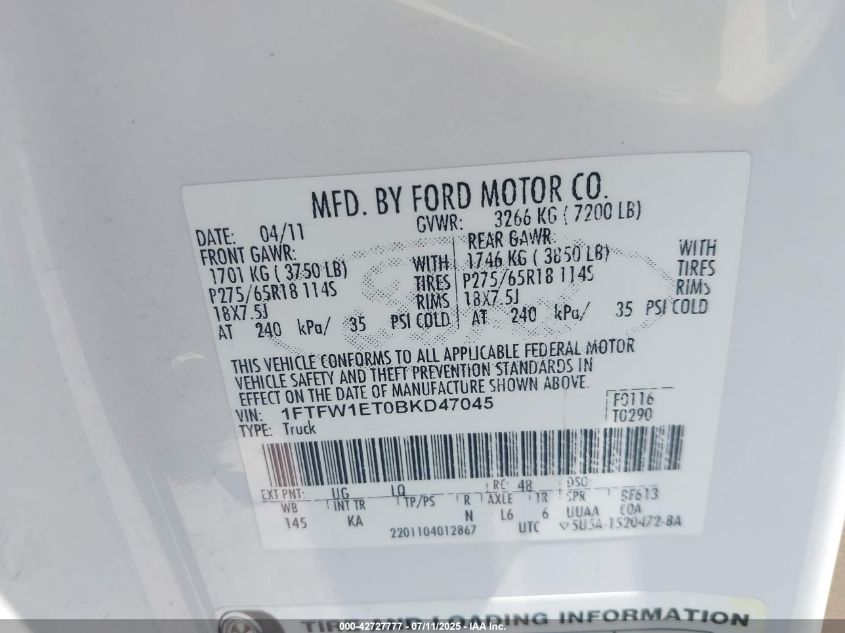 MFD. BY FORD MOTOR CO.
DATE: 04/11 GVWR: 3266 KG ( 7200 LB)
FRONT GAWR: REAR GAWR:
1701 KG ( 3750 LB) WITH 1746 KG ( 3850 LB) WITH
P275/65R18 114S TIRES P275/65R18 114S TIRES
18X7.5J RIMS 18X7.5J RIMS
AT 240 kPa/ 35 PSI COLD AT 240 kPa/ 35 PSI COLD
THIS VEHICLE CONFORMS TO ALL APPLICABLE FEDERAL MOTOR
VEHICLE SAFETY AND THEFT PREVENTION STANDARDS IN
EFFECT ON THE DATE OF MANUFACTURE SHOWN ABOVE.
VIN: 1FTFW1ET0BKD47045 F0116
TYPE: Truck T0290
EXT PNT: UG LQ RC: 48 DSO: SF613
WB INT TR TP/PS R AXLE TR SPR COA
145 KA N L6 6 UUAA
2201104012867 UTC 5U5A-1520472-BA
TIRE AND LOADING INFORMATION
000-42727777 - 07/11/2025 - IAA Inc.